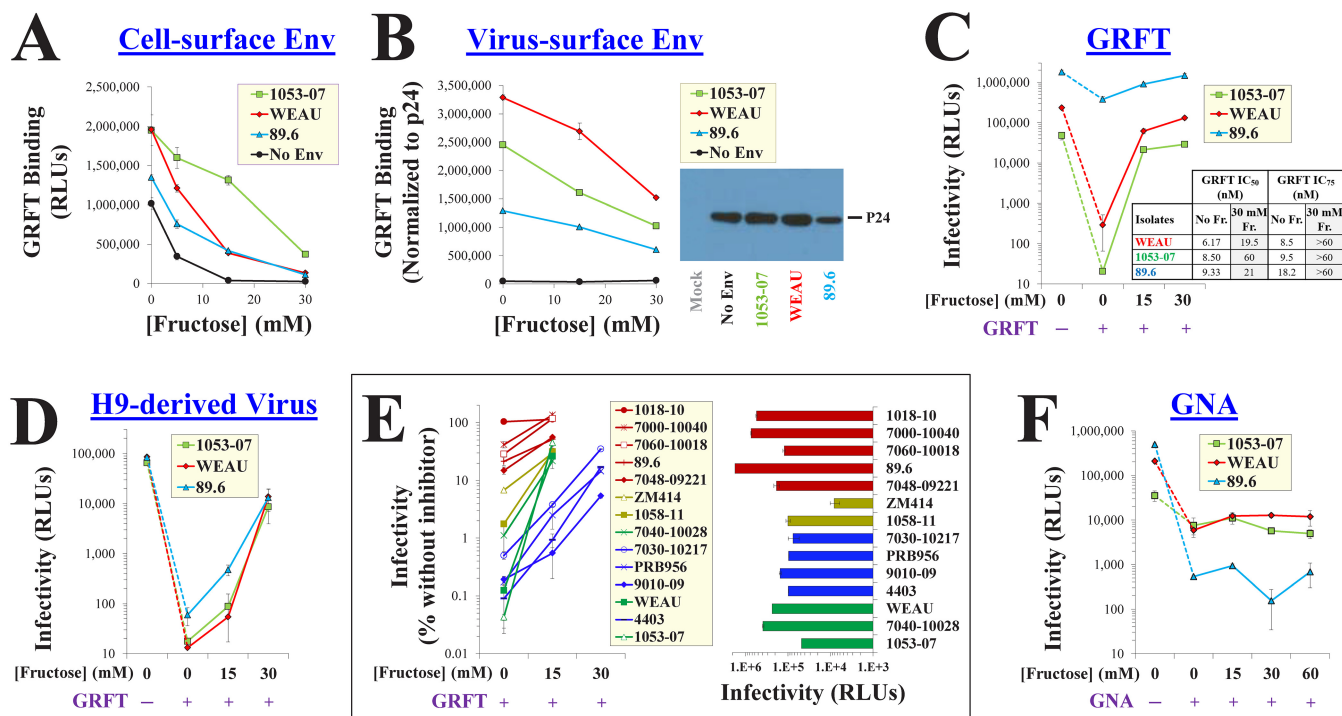 A
Cell-surface Env
GRFT Binding
(RLUs)
2,500,000
2,000,000
1,500,000
1,000,000
500,000
0
0 10 20 30
[Fructose] (mM)
1053-07
WEAU
89.6
No Env
B
Virus-surface Env
GRFT Binding
(Normalized to p24)
3,500,000
3,000,000
2,500,000
2,000,000
1,500,000
1,000,000
500,000
0
0 10 20 30
[Fructose] (mM)
1053-07
WEAU
89.6
No Env
P24
Mock
No Env
1053-07
WEAU
89.6
C
GRFT
Infectivity (RLUs)
1,000,000
100,000
10,000
1,000
100
10
1053-07
WEAU
89.6
GRFT IC50 (nM) GRFT IC75 (nM)
Isolates No Fr. 30 mM Fr. No Fr. 30 mM Fr.
WEAU 6.17 19.5 8.5 >60
1053-07 8.50 60 9.5 >60
89.6 9.33 21 18.2 >60
[Fructose] (mM) 0 0 15 30
GRFT – + + +
D
H9-derived Virus
Infectivity (RLUs)
100,000
10,000
1,000
100
10
1053-07
WEAU
89.6
[Fructose] (mM) 0 0 15 30
GRFT – + + +
E
Infectivity
(% without inhibitor)
100
10
1
0.1
0.01
1018-10
7000-10040
7060-10018
89.6
7048-09221
ZM414
1058-11
7040-10028
7030-10217
PRB956
9010-09
WEAU
4403
1053-07
[Fructose] (mM) 0 15 30
GRFT + + +
1018-10
7000-10040
7060-10018
89.6
7048-09221
ZM414
1058-11
7030-10217
PRB956
9010-09
4403
WEAU
7040-10028
1053-07
1.E+6 1.E+5 1.E+4 1.E+3
Infectivity (RLUs)
F
GNA
Infectivity (RLUs)
1,000,000
100,000
10,000
1,000
100
10
1053-07
WEAU
89.6
[Fructose] (mM) 0 0 15 30 60
GNA – + + + +